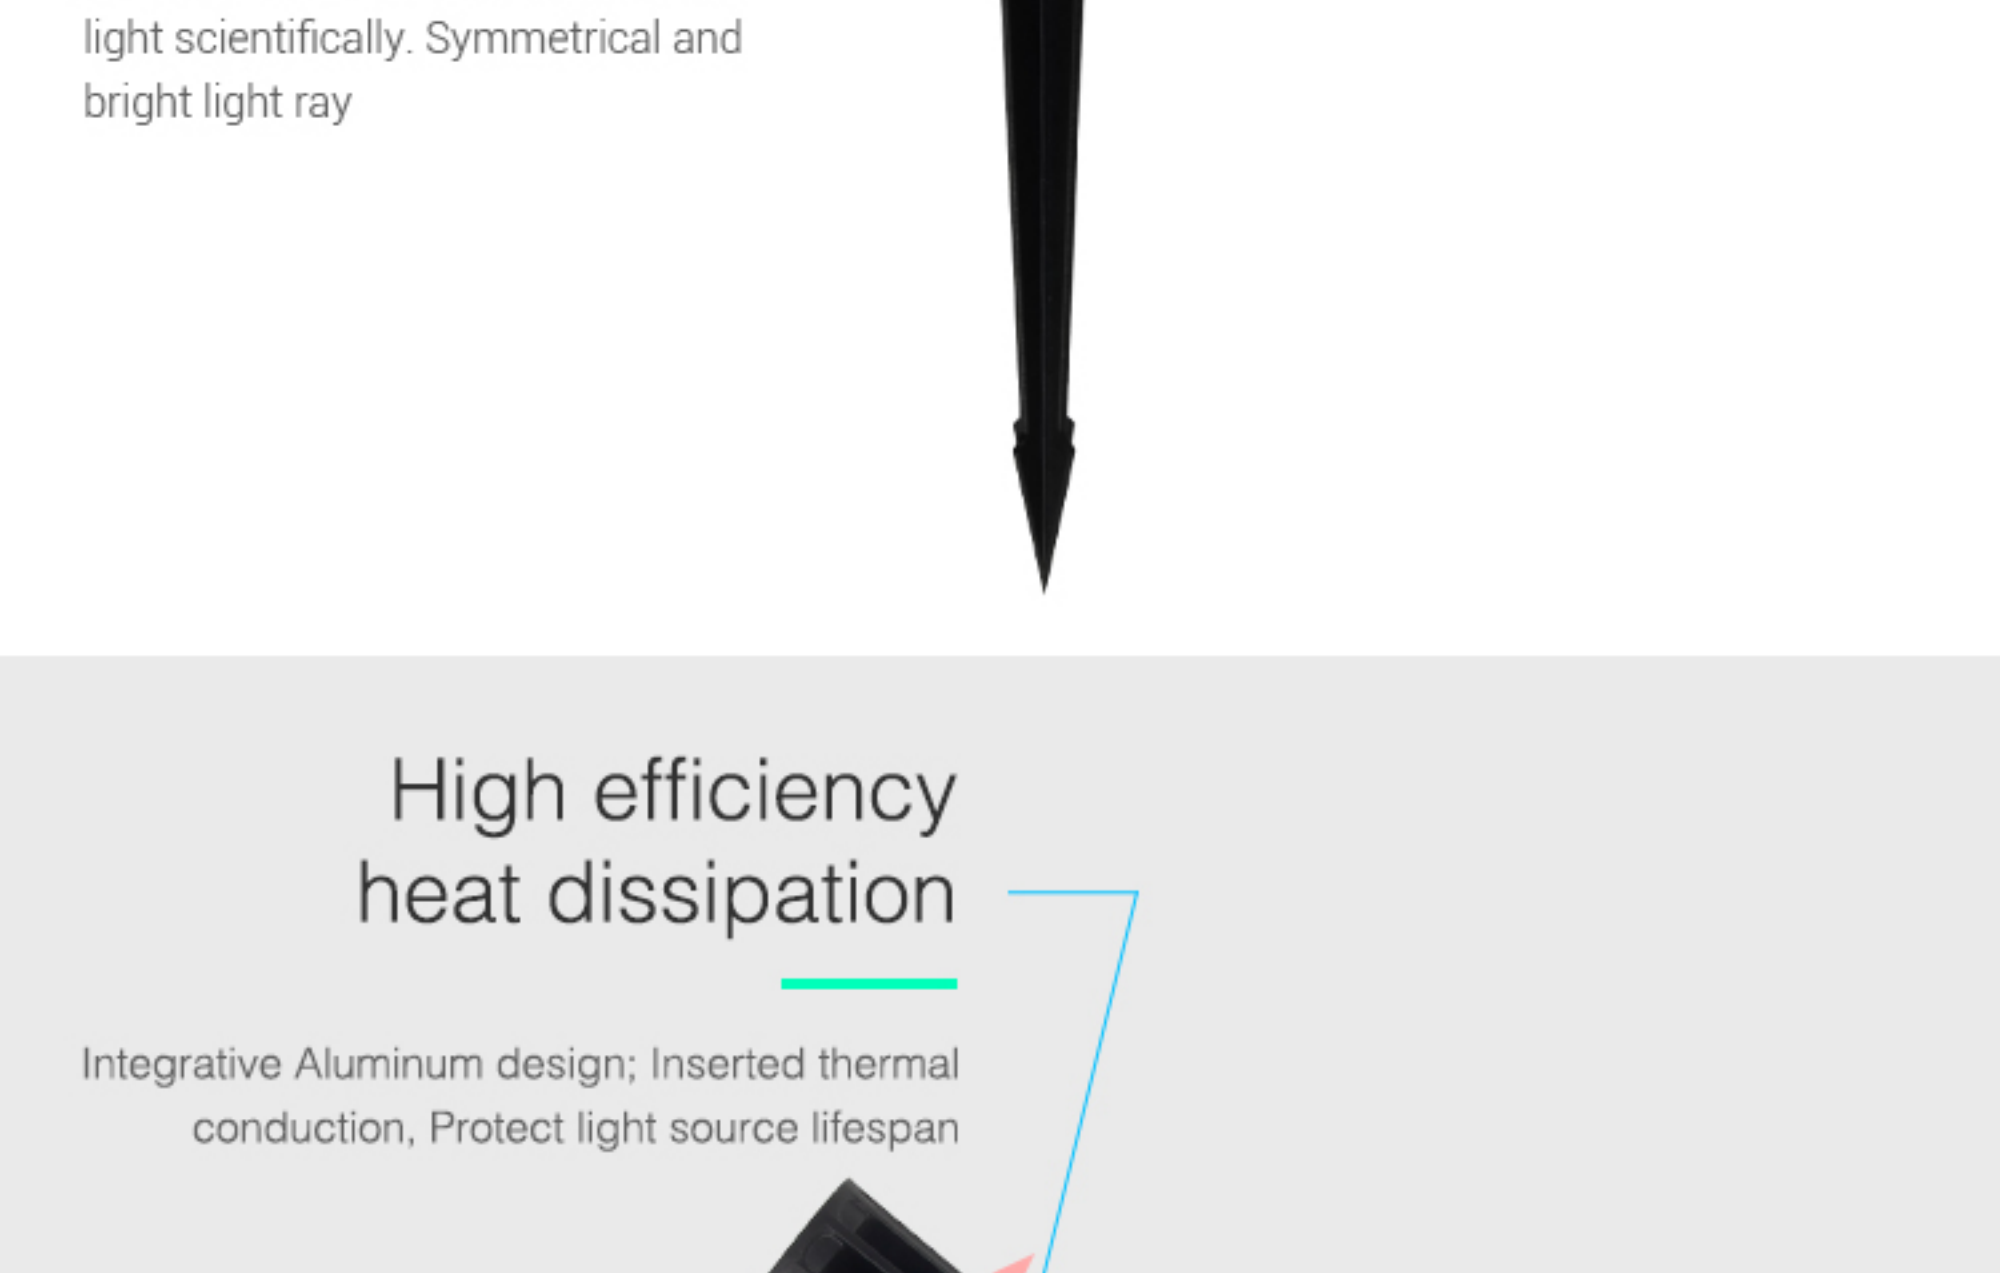 light scientifically. Symmetrical and
bright light ray
High efficiency
heat dissipation
Integrative Aluminum design; Inserted thermal
conduction, Protect light source lifespan